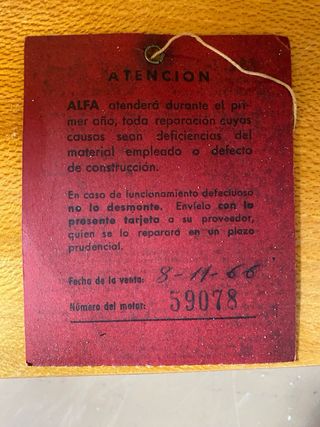 ATENCION
ALFA atenderá durante el pri-
mer año, toda reparación cuyas
causas sean deficiencias del
material empleado o defecto
de construcción.
En caso de funcionamiento defectuoso
no lo desmonte. Envíelo con la
presente tarjeta a su proveedor,
quien se lo reparará en un plazo
prudencial.
Fecha de la venta: 8-11-66
Número del motor: 59078